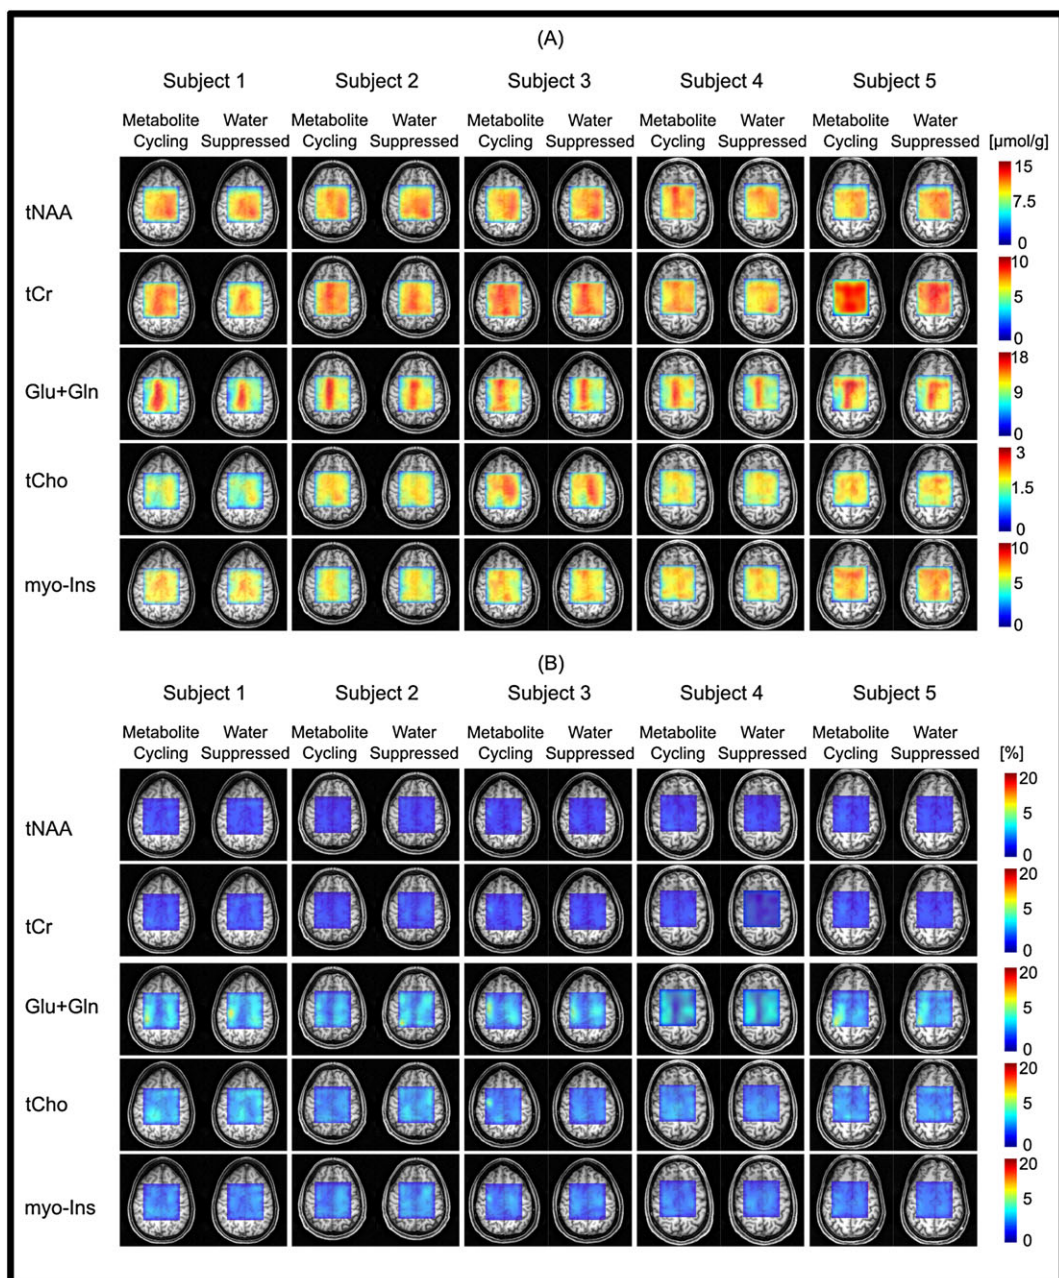 (A)
Subject 1 Subject 2 Subject 3 Subject 4 Subject 5
Metabolite Water Metabolite Water Metabolite Water Metabolite Water Metabolite Water
Cycling Suppressed Cycling Suppressed Cycling Suppressed Cycling Suppressed Cycling Suppressed [µmol/g]
15
tNAA 7.5
0
10
tCr 5
0
18
Glu+Gln 9
0
3
tCho 1.5
0
10
myo-Ins 5
0
(B)
Subject 1 Subject 2 Subject 3 Subject 4 Subject 5
Metabolite Water Metabolite Water Metabolite Water Metabolite Water Metabolite Water
Cycling Suppressed Cycling Suppressed Cycling Suppressed Cycling Suppressed Cycling Suppressed [%]
20
tNAA 5
0
20
tCr 5
0
20
Glu+Gln 5
0
20
tCho 5
0
20
myo-Ins 5
0